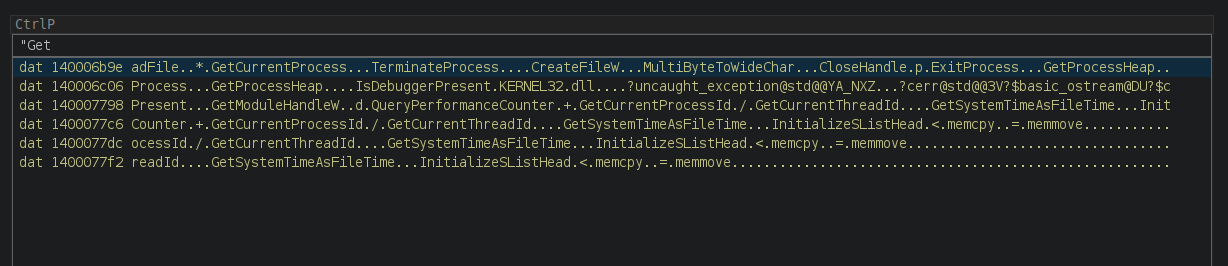 CtrlP
"Get
dat 140006b9e adFile..*.GetCurrentProcess...TerminateProcess....CreateFileW...MultiByteToWideChar...CloseHandle.p.ExitProcess...GetProcessHeap..
dat 140006c06 Process...GetProcessHeap....IsDebuggerPresent.KERNEL32.dll....?uncaught_exception@std@@YA_NXZ...?cerr@std@@3V?$basic_ostream@DU?$c
dat 140007798 Present...GetModuleHandleW..d.QueryPerformanceCounter.+.GetCurrentProcessId./.GetCurrentThreadId....GetSystemTimeAsFileTime...Init
dat 1400077c6 Counter.+.GetCurrentProcessId./.GetCurrentThreadId....GetSystemTimeAsFileTime...InitializeSListHead.<.memcpy..=.memmove...........
dat 1400077dc ocessId./.GetCurrentThreadId....GetSystemTimeAsFileTime...InitializeSListHead.<.memcpy..=.memmove.................................
dat 1400077f2 readId....GetSystemTimeAsFileTime...InitializeSListHead.<.memcpy..=.memmove.......................................................